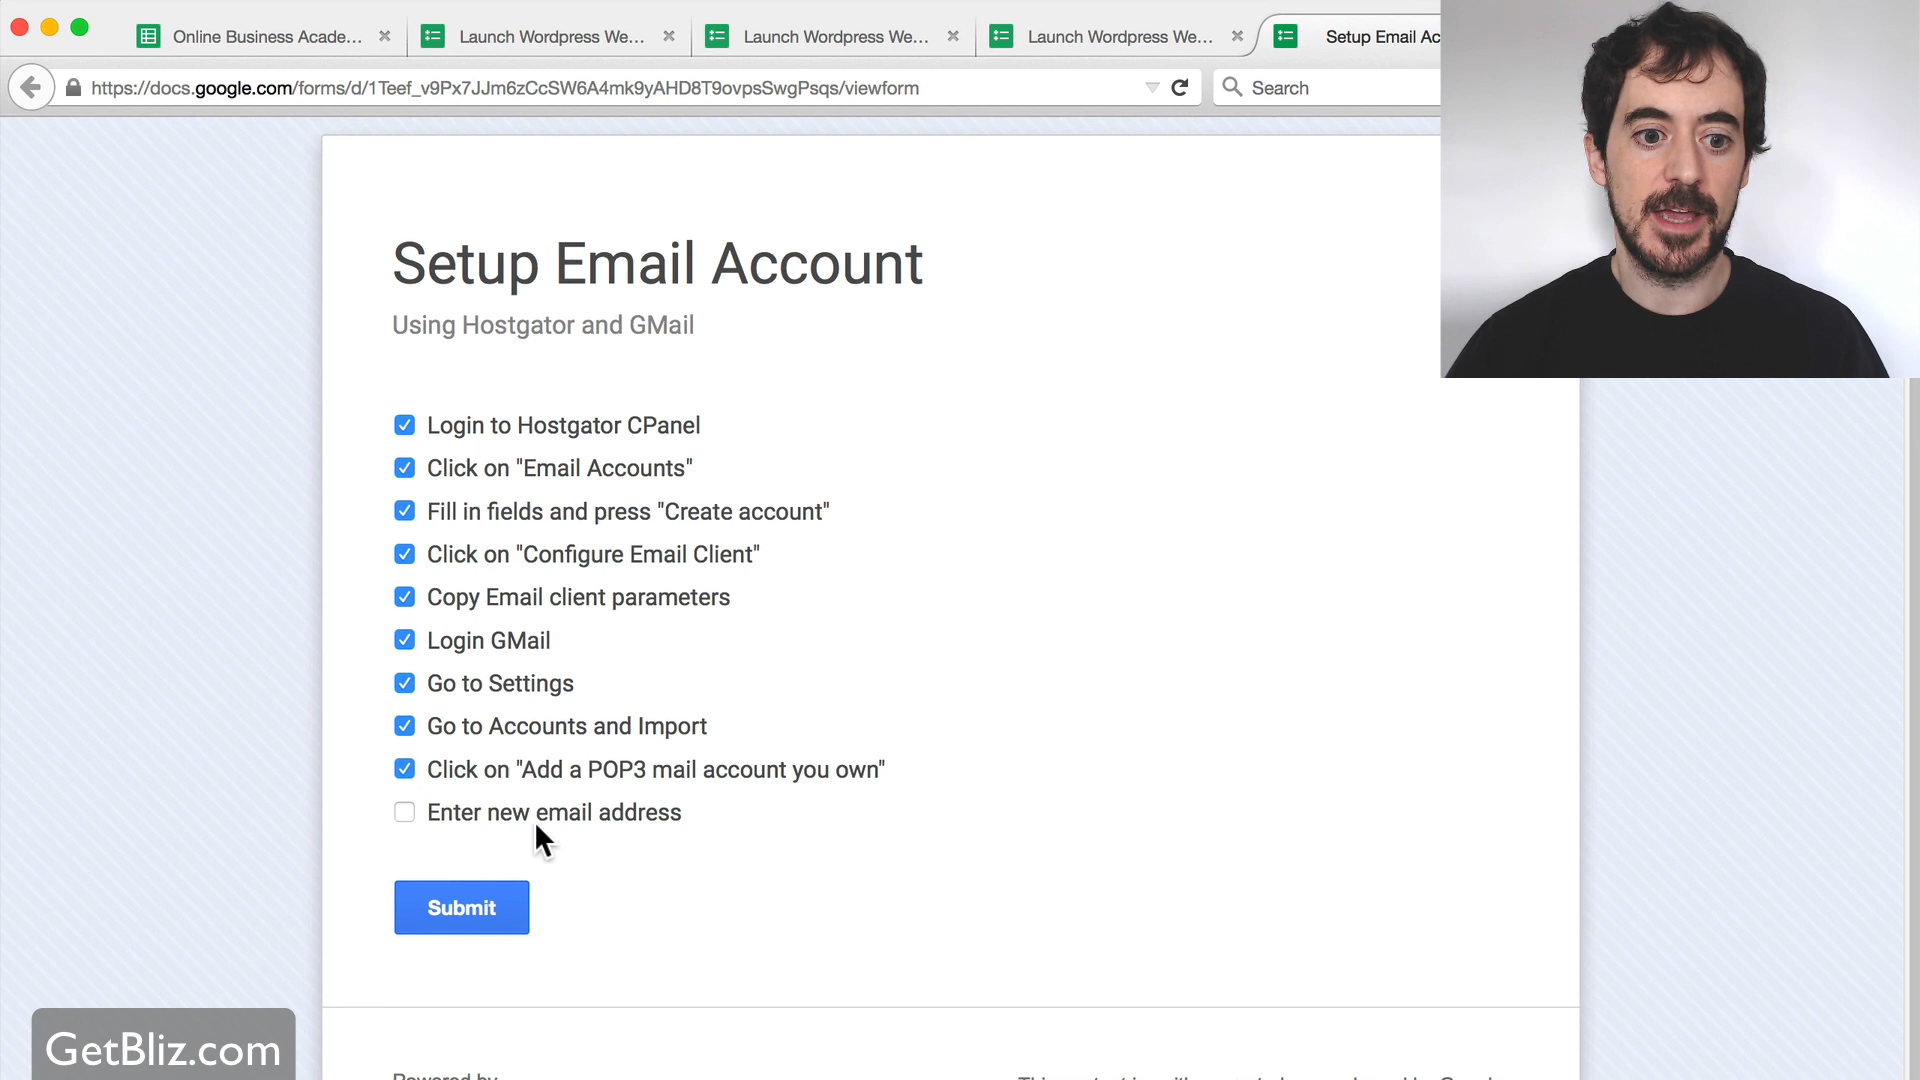 Online Business Acade...
Launch Wordpress We...
Launch Wordpress We...
Launch Wordpress We...
Setup Email Ac
https://docs.google.com/forms/d/1Teef_v9Px7JJm6zCcSW6A4mk9yAHD8T9ovpsSwgPsqs/viewform
Search
Setup Email Account
Using Hostgator and GMail
Login to Hostgator CPanel
Click on "Email Accounts"
Fill in fields and press "Create account"
Click on "Configure Email Client"
Copy Email client parameters
Login GMail
Go to Settings
Go to Accounts and Import
Click on "Add a POP3 mail account you own"
Enter new email address
Submit
GetBliz.com
Powered by